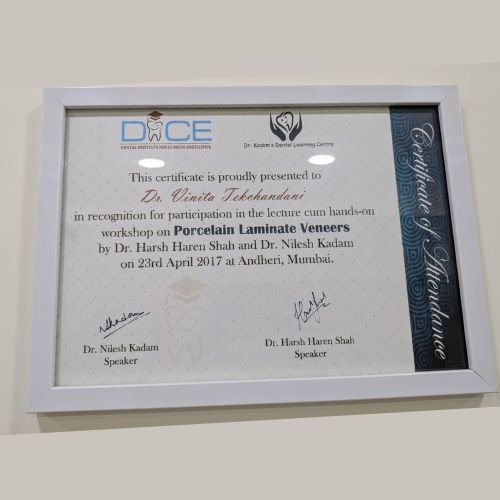 DICE
DENTAL INSTITUTE FOR CLINICAL EXCELLENCE
Dr. Kadam's Dental Learning Centre
This certificate is proudly presented to
Dr. Vinita Tekchandani
in recognition for participation in the lecture cum hands-on
workshop on Porcelain Laminate Veneers
by Dr. Harsh Haren Shah and Dr. Nilesh Kadam
on 23rd April 2017 at Andheri, Mumbai.
Dr. Nilesh Kadam
Speaker
Dr. Harsh Haren Shah
Speaker
Certificate of Attendance